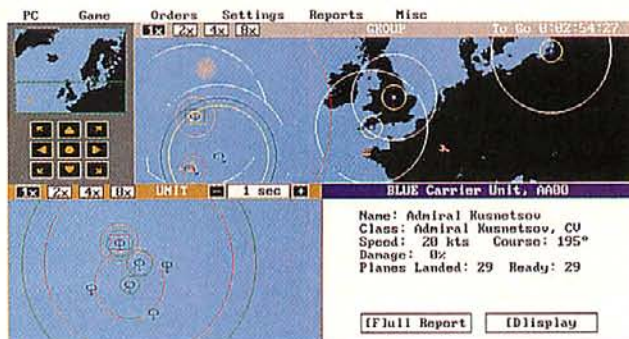 PC Game Orders Settings Reports Misc
1x 2x 4x 8x GROUP To Go 0:02:54:27
1x 2x 4x 8x UNIT 1 sec
BLUE Carrier Unit, AA00
Name: Admiral Kusnetsov
Class: Admiral Kusnetsov, CV
Speed: 20 kts Course: 195°
Damage: 0%
Planes Landed: 29 Ready: 29
[F]ull Report [D]isplay